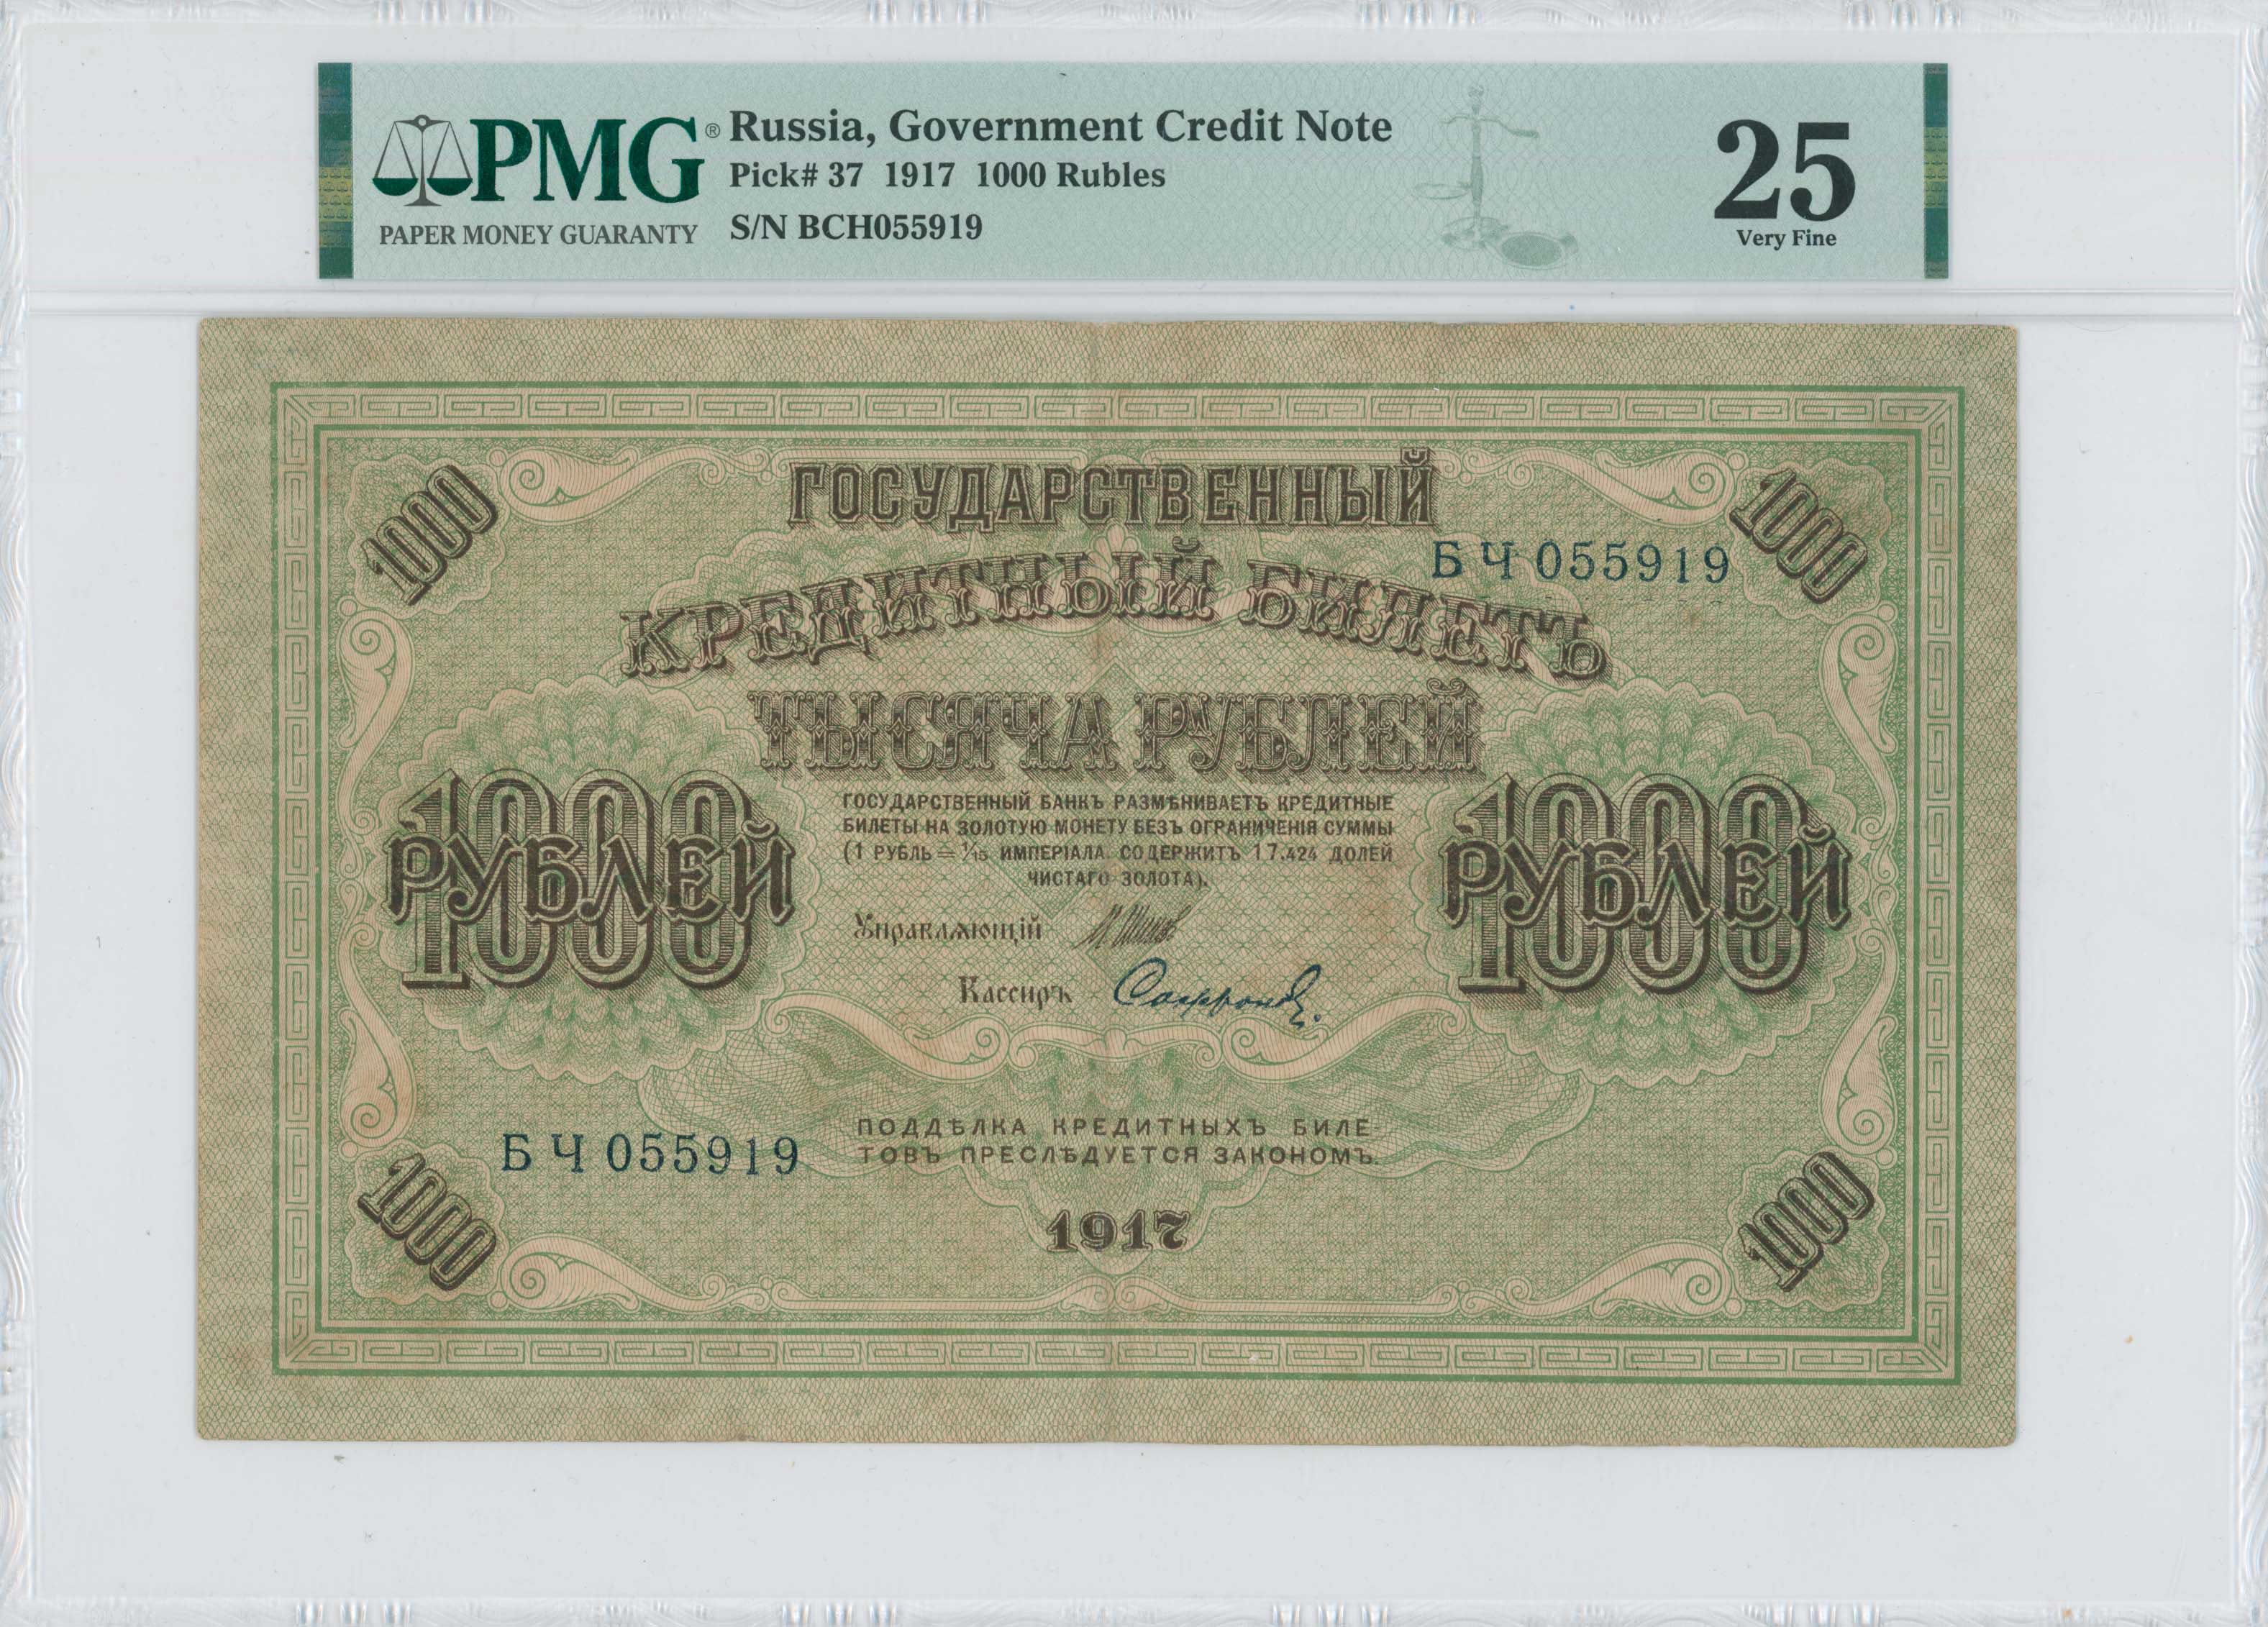 PMG® Russia, Government Credit Note
Pick# 37 1917 1000 Rubles
PAPER MONEY GUARANTY
S/N BCH055919
25
Very Fine
1000
ГОСУДАРСТВЕННЫЙ
1000
БЧ 055919
КРЕДИТНЫЙ БИЛЕТЪ
ТЫСЯЧА РУБЛЕЙ
1000
РУБЛЕЙ
ГОСУДАРСТВЕННЫЙ БАНКЪ РАЗМѢНИВАЕТЪ КРЕДИТНЫЕ
БИЛЕТЫ НА ЗОЛОТУЮ МОНЕТУ БЕЗЪ ОГРАНИЧЕНІЯ СУММЫ
(1 РУБЛЬ = 1/15 ИМПЕРІАЛА. СОДЕРЖИТЪ 17.424 ДОЛЕЙ
ЧИСТАГО ЗОЛОТА).
1000
РУБЛЕЙ
Управляющій
Кассиръ
БЧ 055919
ПОДДѢЛКА КРЕДИТНЫХЪ БИЛЕ-
ТОВЪ ПРЕСЛѢДУЕТСЯ ЗАКОНОМЪ.
1000
1917
1000